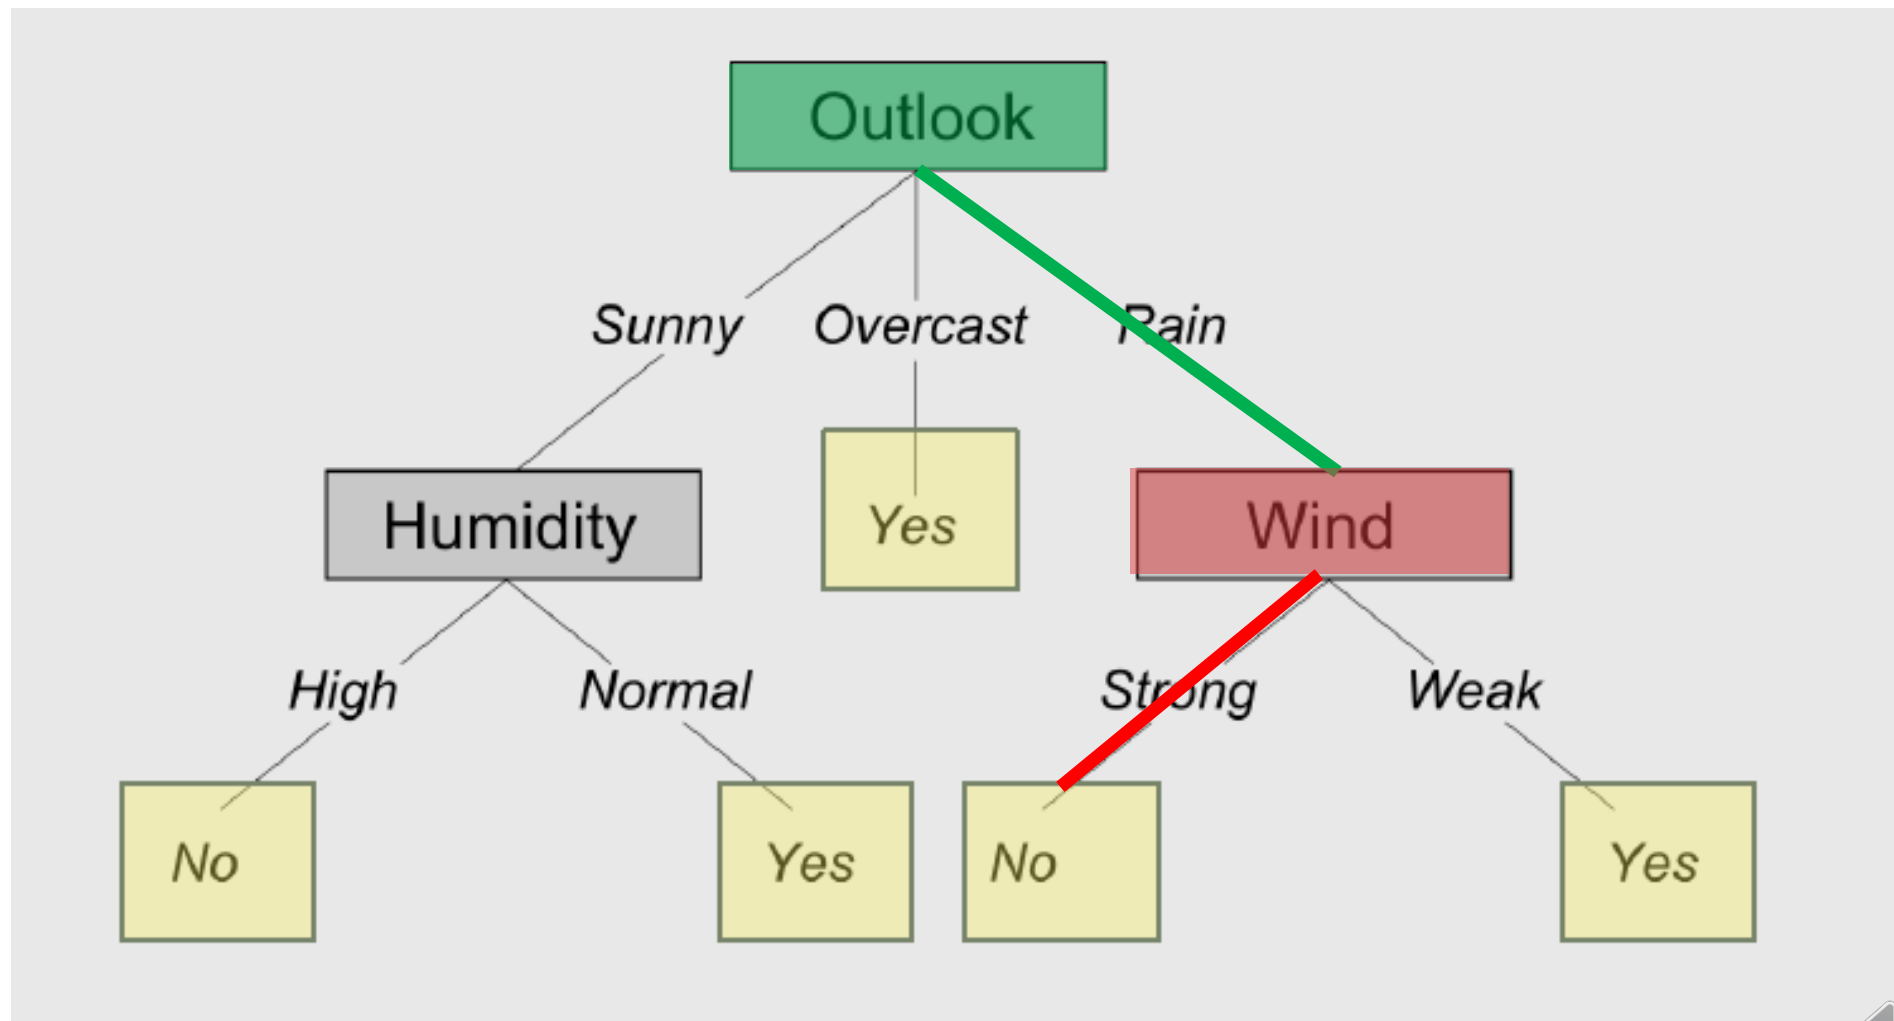 Outlook
Sunny Overcast Rain
Humidity Yes Wind
High Normal Strong Weak
No Yes No Yes